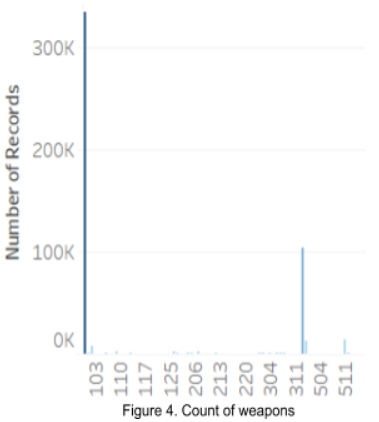 Number of Records
300K
200K
100K
0K
103 110 117 125 206 213 220 304 311 504 511
Figure 4. Count of weapons